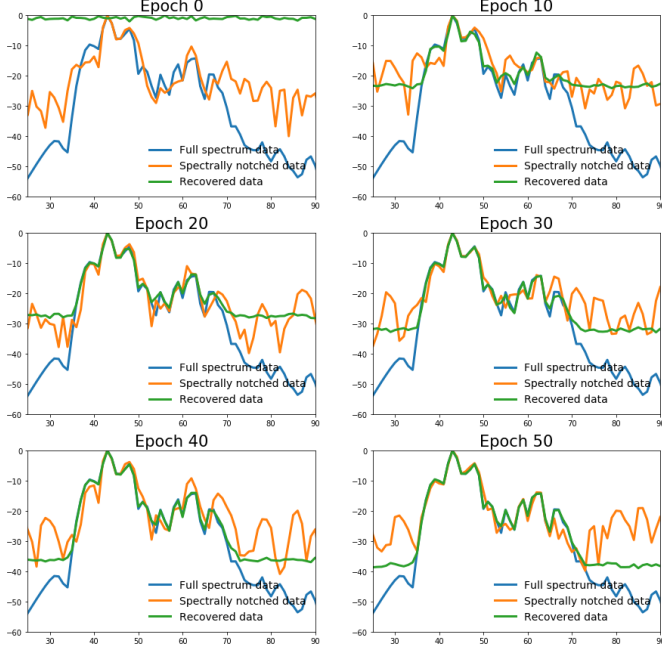 Epoch 0
0
−10
−20
−30
−40
−50
−60
Full spectrum data
Spectrally notched data
Recovered data
30 40 50 60 70 80 90
Epoch 10
0
−10
−20
−30
−40
−50
−60
Full spectrum data
Spectrally notched data
Recovered data
30 40 50 60 70 80 90
Epoch 20
0
−10
−20
−30
−40
−50
−60
Full spectrum data
Spectrally notched data
Recovered data
30 40 50 60 70 80 90
Epoch 30
0
−10
−20
−30
−40
−50
−60
Full spectrum data
Spectrally notched data
Recovered data
30 40 50 60 70 80 90
Epoch 40
0
−10
−20
−30
−40
−50
−60
Full spectrum data
Spectrally notched data
Recovered data
30 40 50 60 70 80 90
Epoch 50
0
−10
−20
−30
−40
−50
−60
Full spectrum data
Spectrally notched data
Recovered data
30 40 50 60 70 80 90